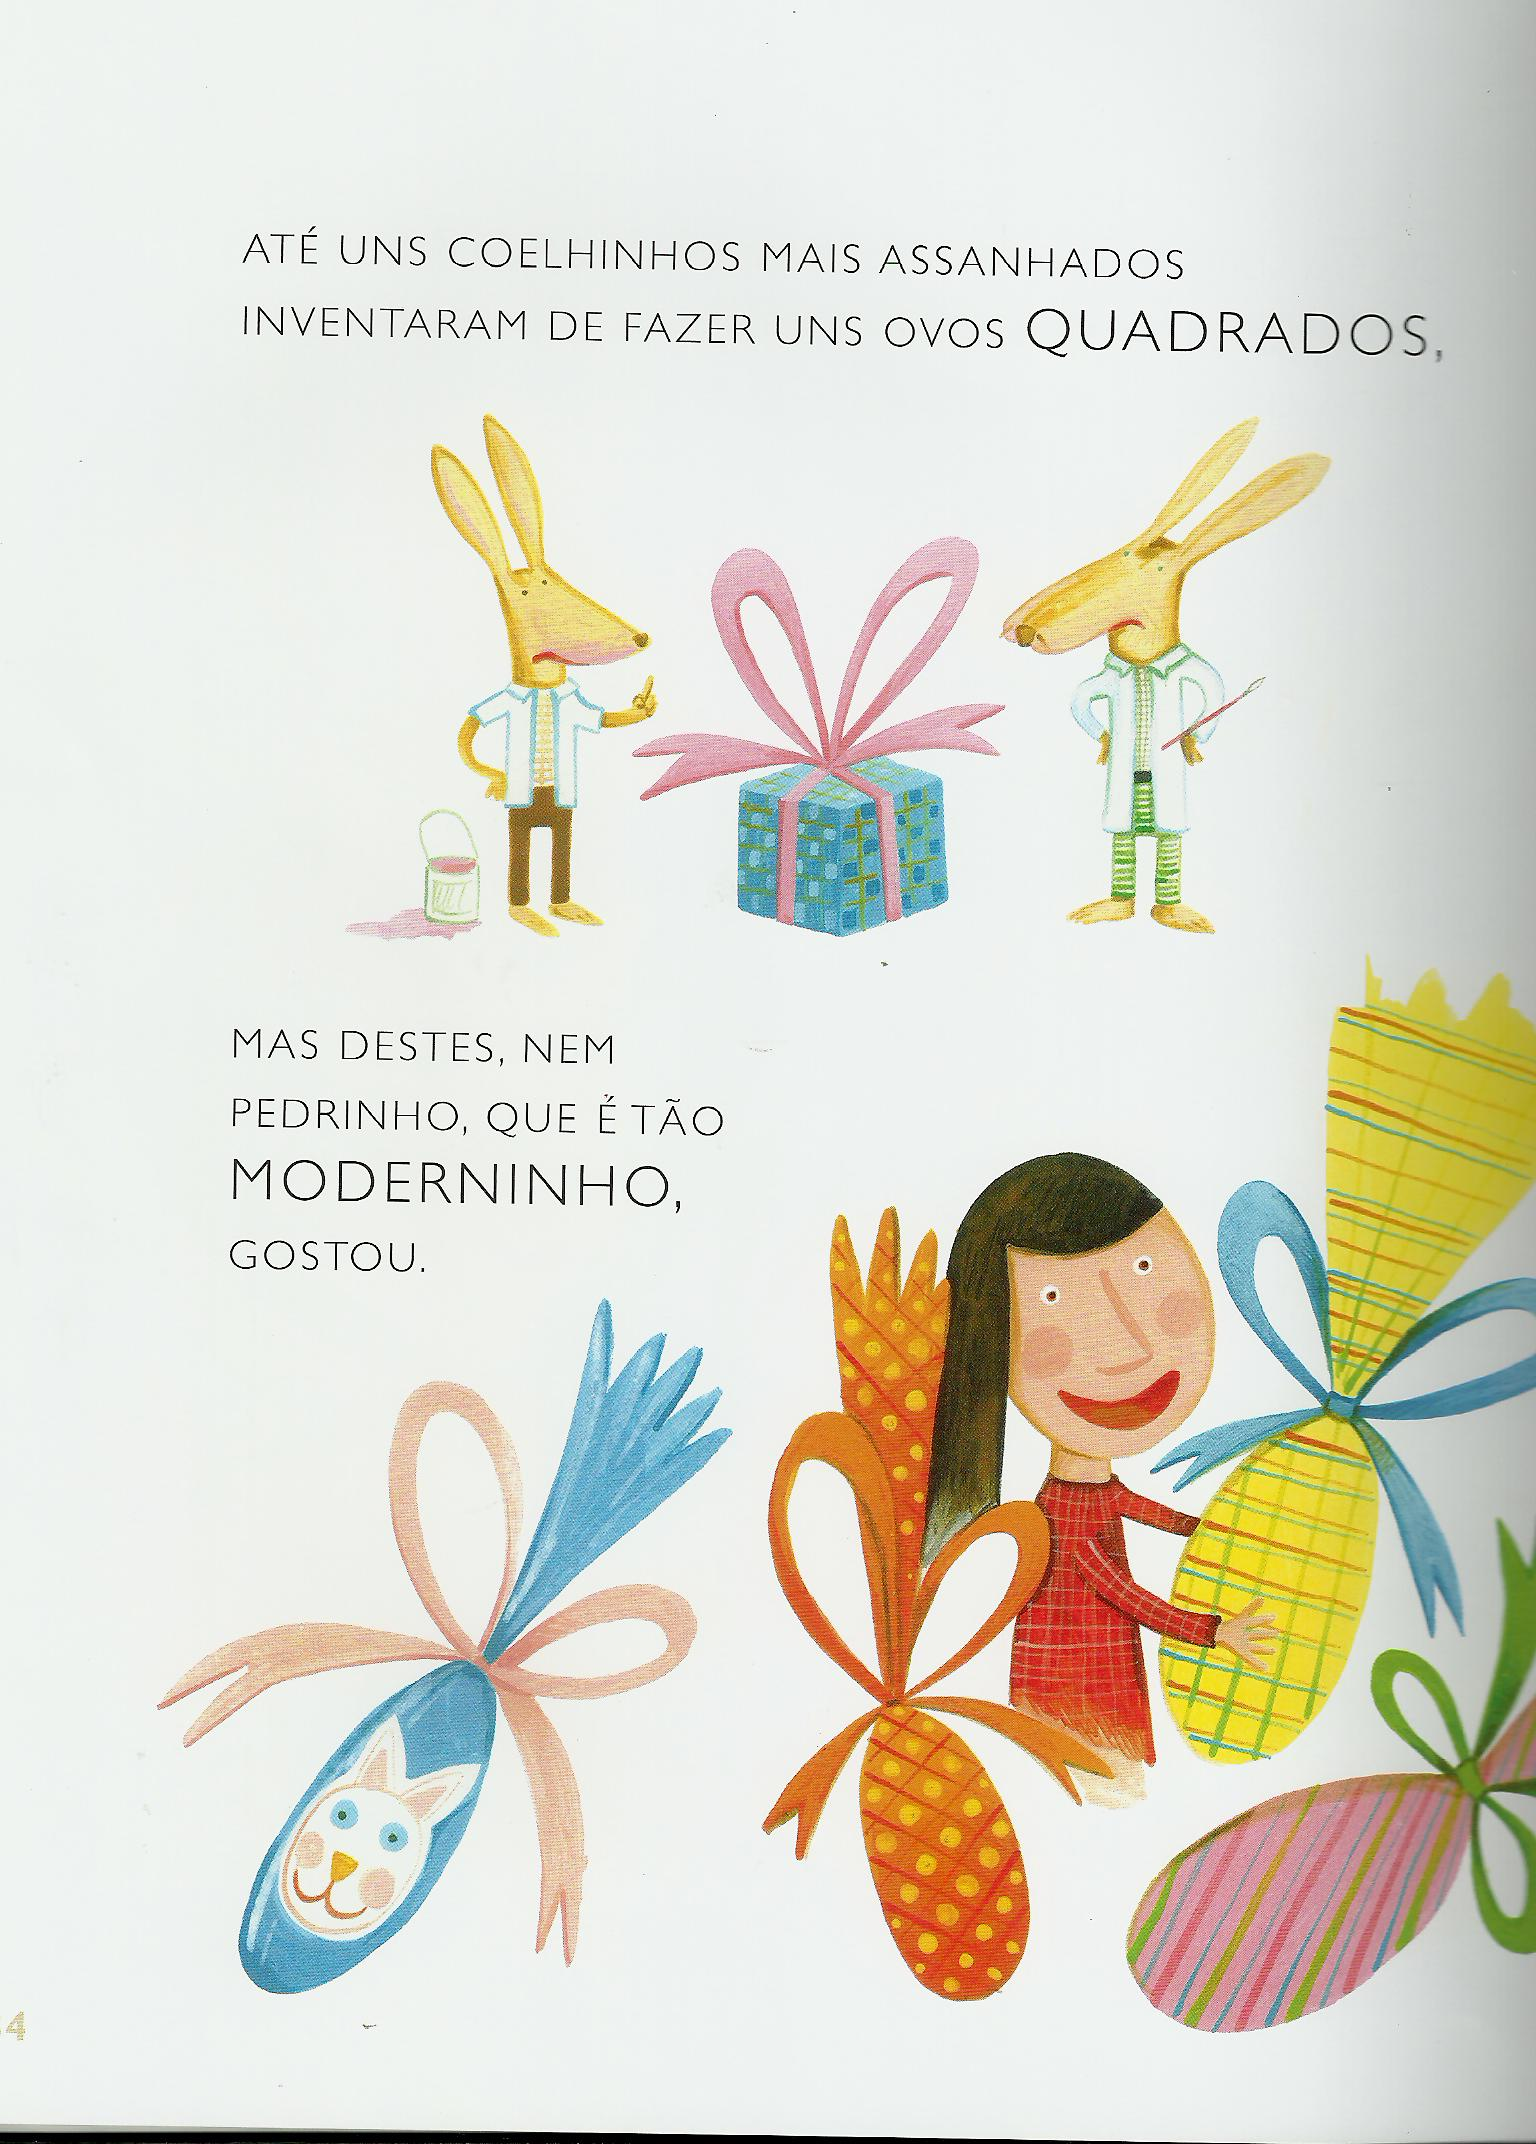 ATÉ UNS COELHINHOS MAIS ASSANHADOS
INVENTARAM DE FAZER UNS OVOS QUADRADOS,
MAS DESTES, NEM
PEDRINHO, QUE É TÃO
MODERNINHO,
GOSTOU.
4